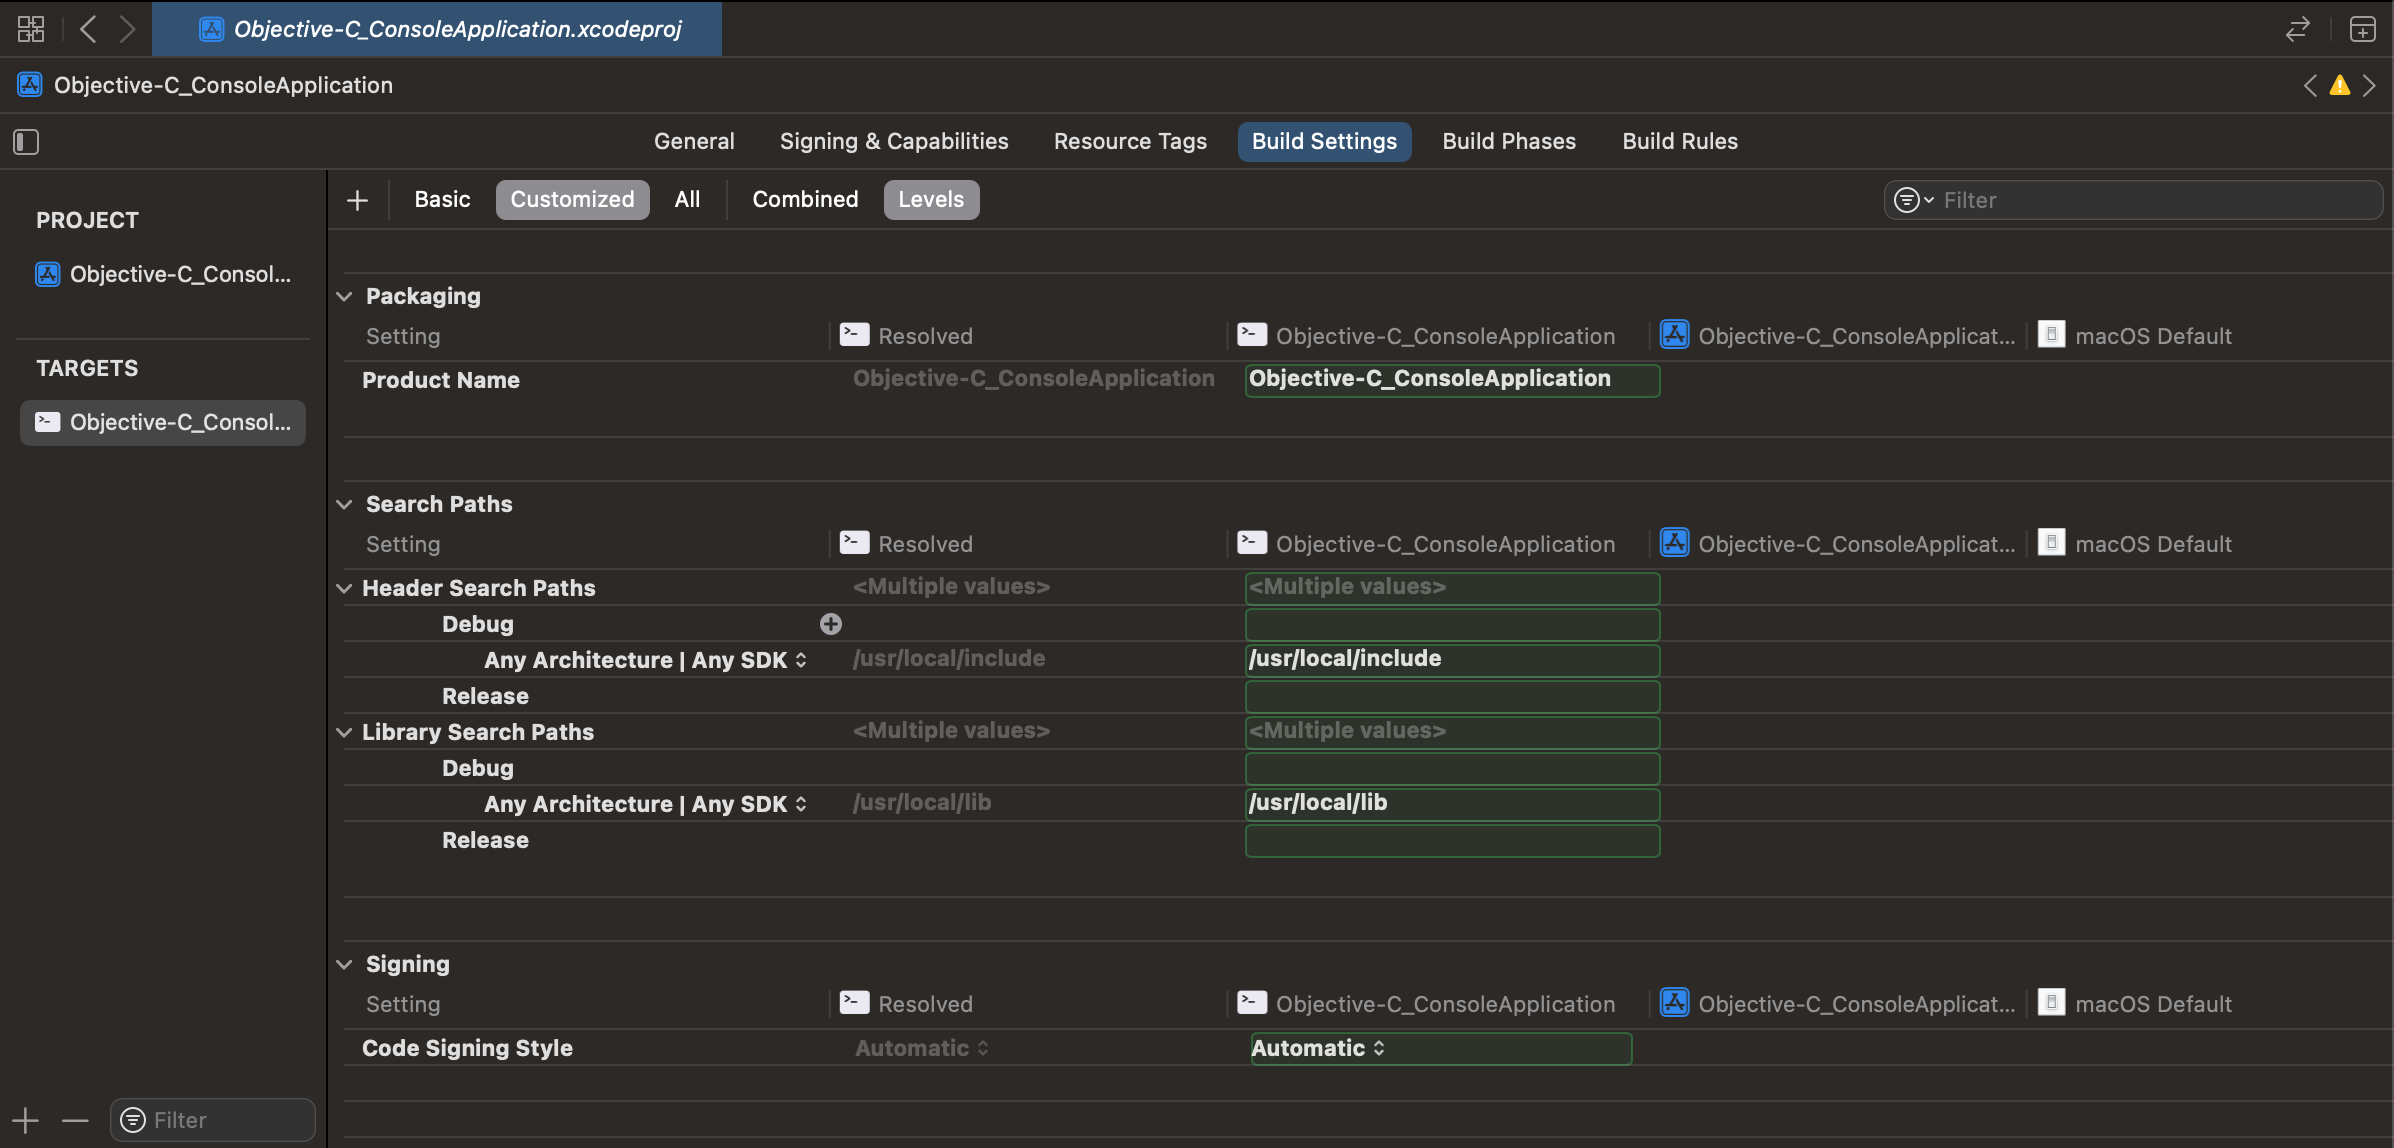 Objective-C_ConsoleApplication.xcodeproj
Objective-C_ConsoleApplication
General Signing & Capabilities Resource Tags Build Settings Build Phases Build Rules
PROJECT
Objective-C_Consol...
TARGETS
Objective-C_Consol...
Filter
Basic Customized All Combined Levels Filter
Packaging
Setting Resolved Objective-C_ConsoleApplication Objective-C_ConsoleApplicat... macOS Default
Product Name Objective-C_ConsoleApplication Objective-C_ConsoleApplication
Search Paths
Setting Resolved Objective-C_ConsoleApplication Objective-C_ConsoleApplicat... macOS Default
Header Search Paths <Multiple values> <Multiple values>
Debug
Any Architecture | Any SDK /usr/local/include /usr/local/include
Release
Library Search Paths <Multiple values> <Multiple values>
Debug
Any Architecture | Any SDK /usr/local/lib /usr/local/lib
Release
Signing
Setting Resolved Objective-C_ConsoleApplication Objective-C_ConsoleApplicat... macOS Default
Code Signing Style Automatic Automatic